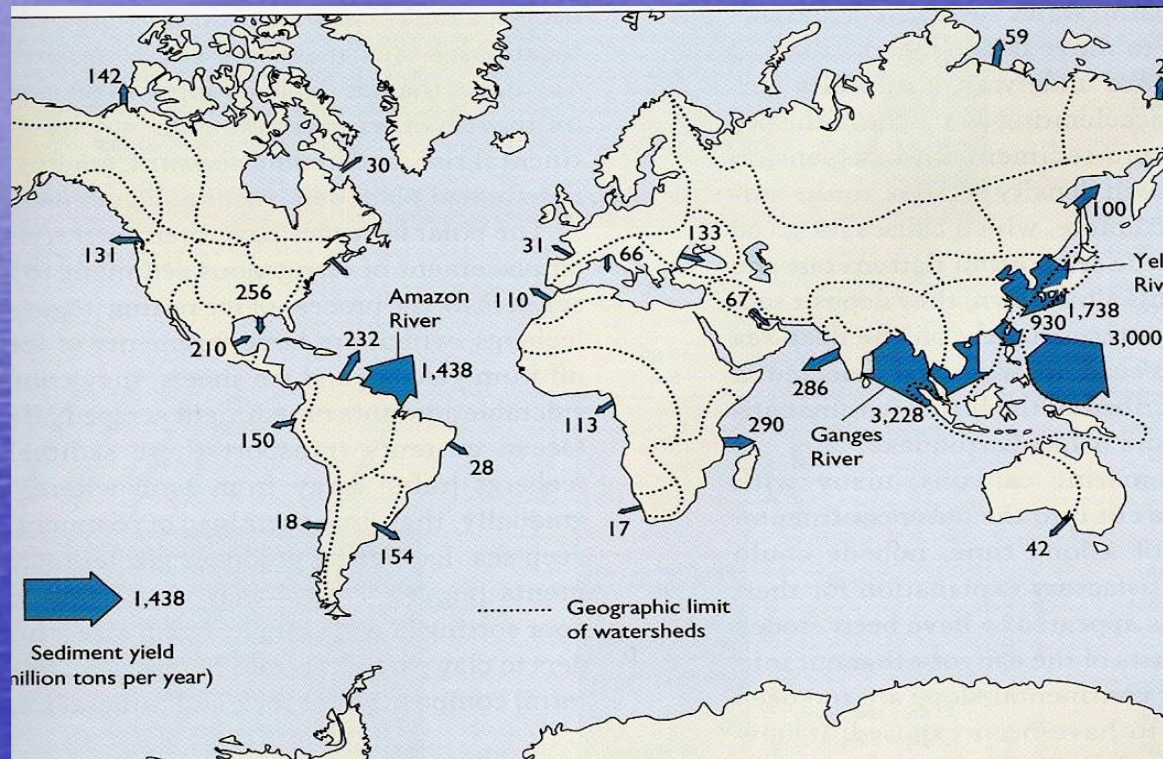 59
2
142
30
100
131
31
66
133
256
Amazon
River
110
67
Yel
Riv
1,738
930
210
232
1,438
3,000
286
3,228
113
290
Ganges
River
150
28
18
154
17
42
1,438
Geographic limit
of watersheds
Sediment yield
nillion tons per year)